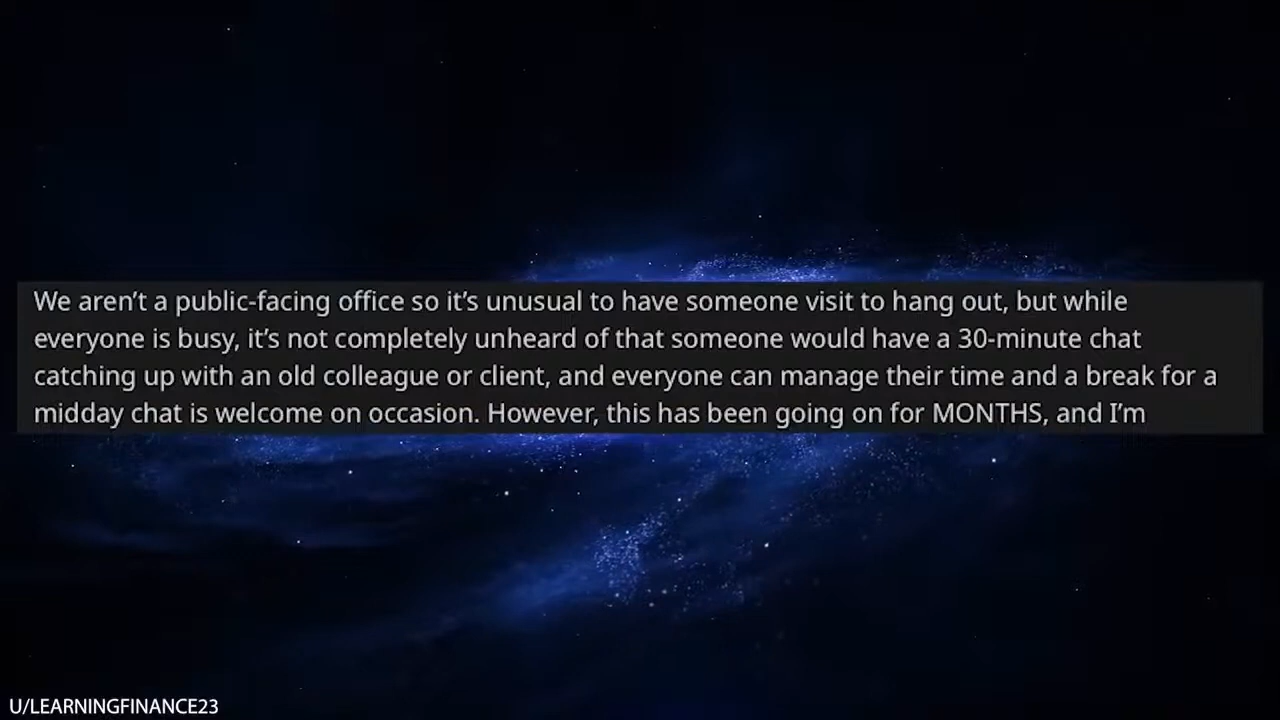 We aren’t a public-facing office so it’s unusual to have someone visit to hang out, but while
everyone is busy, it’s not completely unheard of that someone would have a 30-minute chat
catching up with an old colleague or client, and everyone can manage their time and a break for a
midday chat is welcome on occasion. However, this has been going on for MONTHS, and I’m
U/LEARNINGFINANCE23